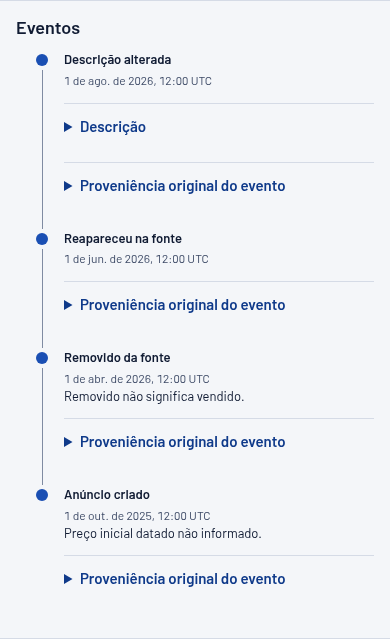 Eventos
Descrição alterada
1 de ago. de 2026, 12:00 UTC
Descrição
Proveniência original do evento
Reapareceu na fonte
1 de jun. de 2026, 12:00 UTC
Proveniência original do evento
Removido da fonte
1 de abr. de 2026, 12:00 UTC
Removido não significa vendido.
Proveniência original do evento
Anúncio criado
1 de out. de 2025, 12:00 UTC
Preço inicial datado não informado.
Proveniência original do evento